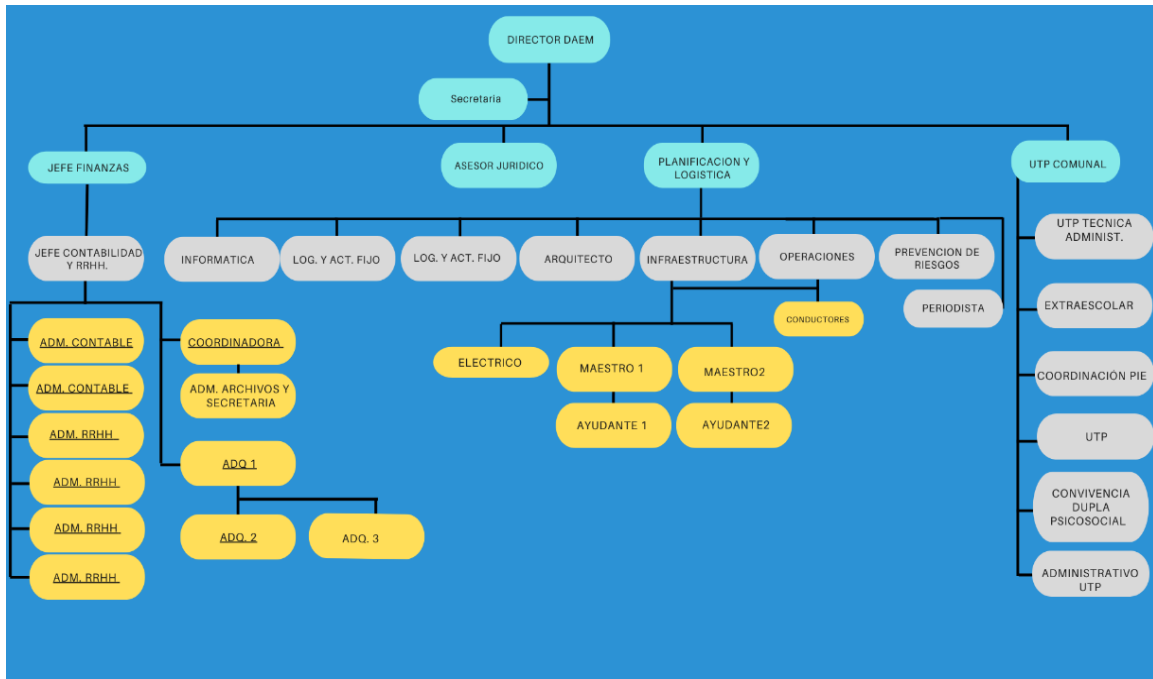 DIRECTOR DAEM
Secretaria
JEFE FINANZAS
ASESOR JURIDICO
PLANIFICACION Y
LOGISTICA
UTP COMUNAL
JEFE CONTABILIDAD
Y RRHH.
INFORMATICA
LOG. Y ACT. FIJO
LOG. Y ACT. FIJO
ARQUITECTO
INFRAESTRUCTURA
OPERACIONES
PREVENCION DE
RIESGOS
PERIODISTA
CONDUCTORES
ELECTRICO
MAESTRO 1
MAESTRO2
AYUDANTE 1
AYUDANTE2
ADM. CONTABLE
ADM. CONTABLE
ADM. RRHH
ADM. RRHH
ADM. RRHH
ADM. RRHH
COORDINADORA
ADM. ARCHIVOS Y
SECRETARIA
ADQ 1
ADQ. 2
ADQ. 3
UTP TECNICA
ADMINIST.
EXTRAESCOLAR
COORDINACIÓN PIE
UTP
CONVIVENCIA
DUPLA
PSICOSOCIAL
ADMINISTRATIVO
UTP